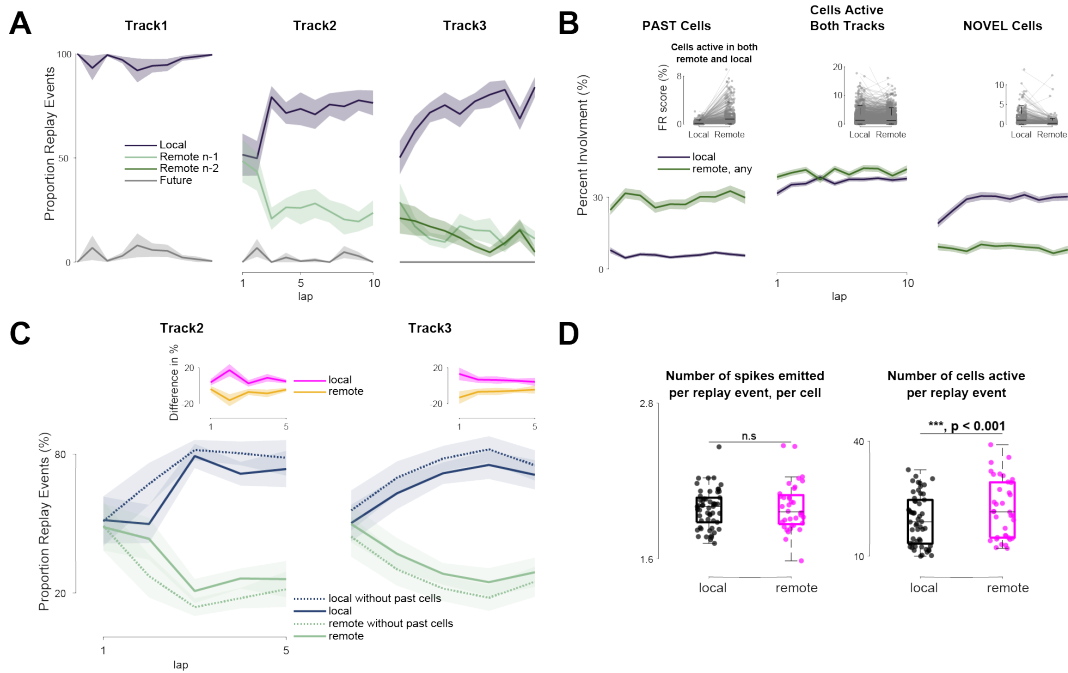 A
Track1
Track2
Track3
Proportion Replay Events
100
50
0
Local
Remote n-1
Remote n-2
Future
1
5
10
lap
B
PAST Cells
Cells Active
Both Tracks
NOVEL Cells
Cells active in both
remote and local
FR score (%)
8
0
Local
Remote
20
10
0
Local
Remote
10
0
Local
Remote
Percent Involvment (%)
30
0
local
remote, any
1
10
lap
C
Track2
Track3
Difference in %
20
-20
1
5
local
remote
20
-20
1
5
Proportion Replay Events (%)
80
20
local without past cells
local
remote without past cells
remote
1
5
lap
D
Number of spikes emitted
per replay event, per cell
2.8
1.6
n.s
local
remote
Number of cells active
per replay event
***, p < 0.001
40
10
local
remote